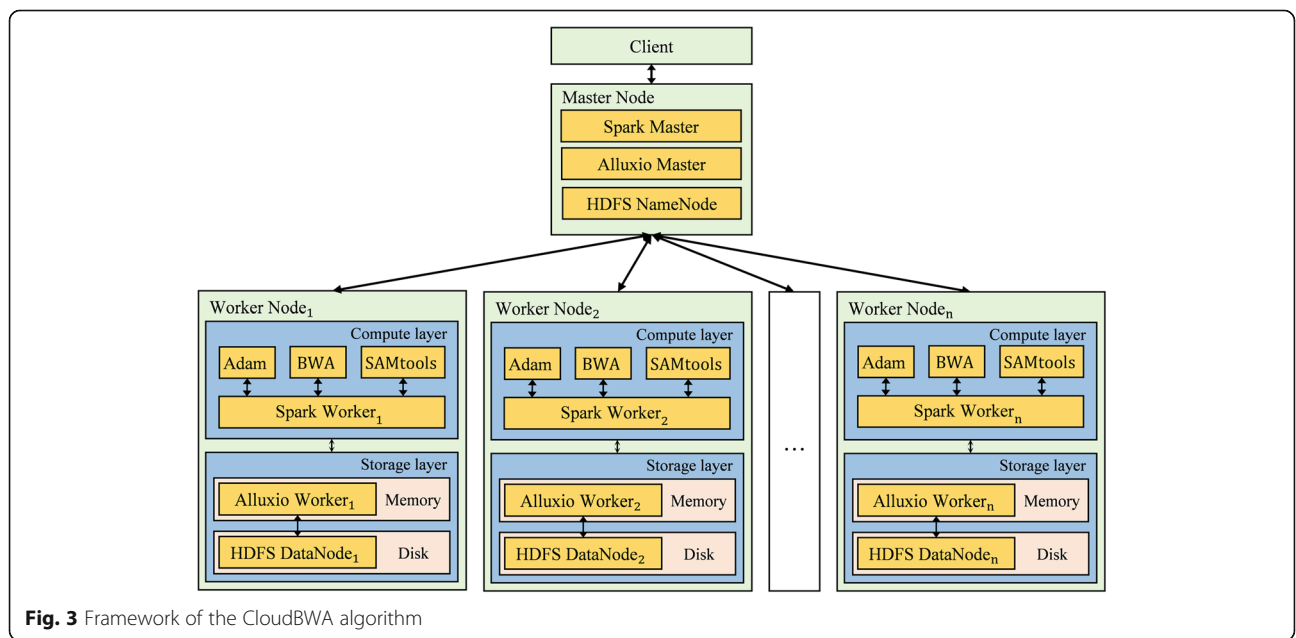 Client
Master Node
Spark Master
Alluxio Master
HDFS NameNode
Worker Node₁
Compute layer
Adam
BWA
SAMtools
Spark Worker₁
Storage layer
Alluxio Worker₁
Memory
HDFS DataNode₁
Disk
Worker Node₂
Compute layer
Adam
BWA
SAMtools
Spark Worker₂
Storage layer
Alluxio Worker₂
Memory
HDFS DataNode₂
Disk
...
Worker Nodeₙ
Compute layer
Adam
BWA
SAMtools
Spark Workerₙ
Storage layer
Alluxio Workerₙ
Memory
HDFS DataNodeₙ
Disk
Fig. 3 Framework of the CloudBWA algorithm